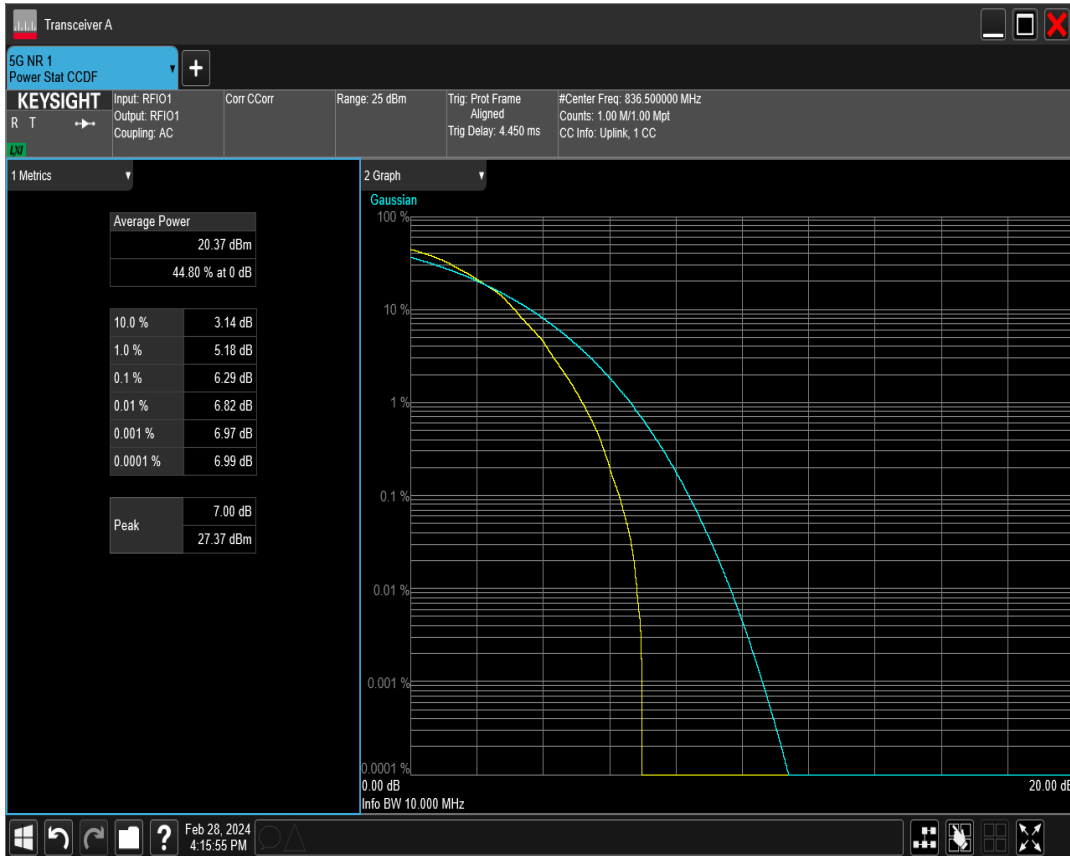 Transceiver A
5G NR 1
Power Stat CCDF
+
KEYSIGHT
R T
LXI
Input: RFIO1
Output: RFIO1
Coupling: AC
Corr CCorr
Range: 25 dBm
Trig: Prot Frame
Aligned
Trig Delay: 4.450 ms
#Center Freq: 836.500000 MHz
Counts: 1.00 M/1.00 Mpt
CC Info: Uplink, 1 CC
1 Metrics
Average Power
20.37 dBm
44.80 % at 0 dB
10.0 % 3.14 dB
1.0 % 5.18 dB
0.1 % 6.29 dB
0.01 % 6.82 dB
0.001 % 6.97 dB
0.0001 % 6.99 dB
Peak 7.00 dB
27.37 dBm
2 Graph
Gaussian
100 %
10 %
1 %
0.1 %
0.01 %
0.001 %
0.0001 %
0.00 dB 20.00 dB
Info BW 10.000 MHz
?
Feb 28, 2024
4:15:55 PM